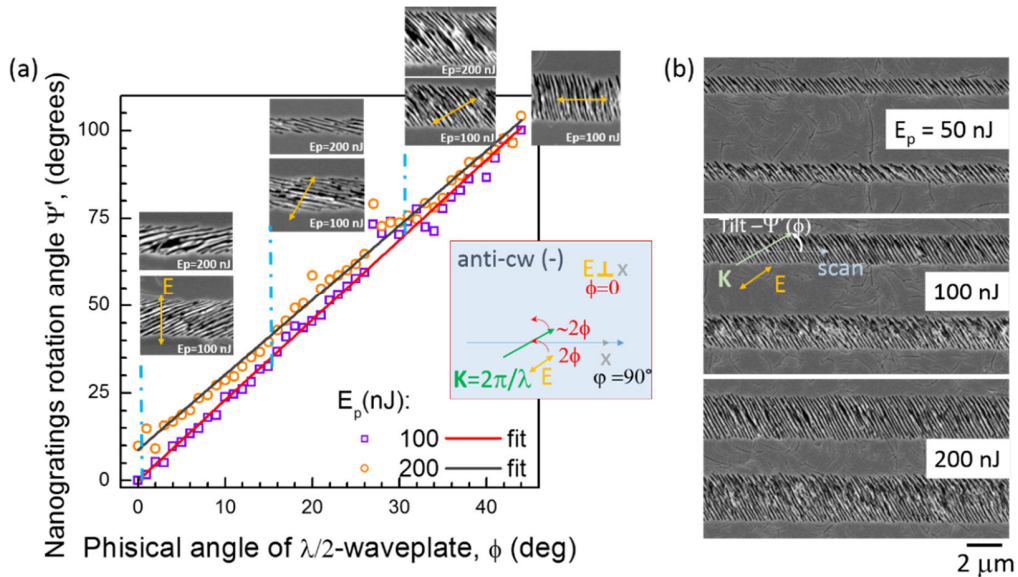 (a)
Nanogratings rotation angle Ψ', (degrees)
100
75
50
25
0
Ep=200 nJ
E
Ep=100 nJ
Ep=200 nJ
Ep=100 nJ
Ep=200 nJ
Ep=100 nJ
Ep=100 nJ
anti-cw (-)
E⊥x
ϕ=0
~2ϕ
2ϕ
x
K=2π/λ
E
φ=90°
E_p(nJ):
100 fit
200 fit
0 10 20 30 40
Phisical angle of λ/2-waveplate, ϕ (deg)
(b)
E_p = 50 nJ
Tilt –Ψ'(ϕ)
scan
K
E
100 nJ
200 nJ
2 μm